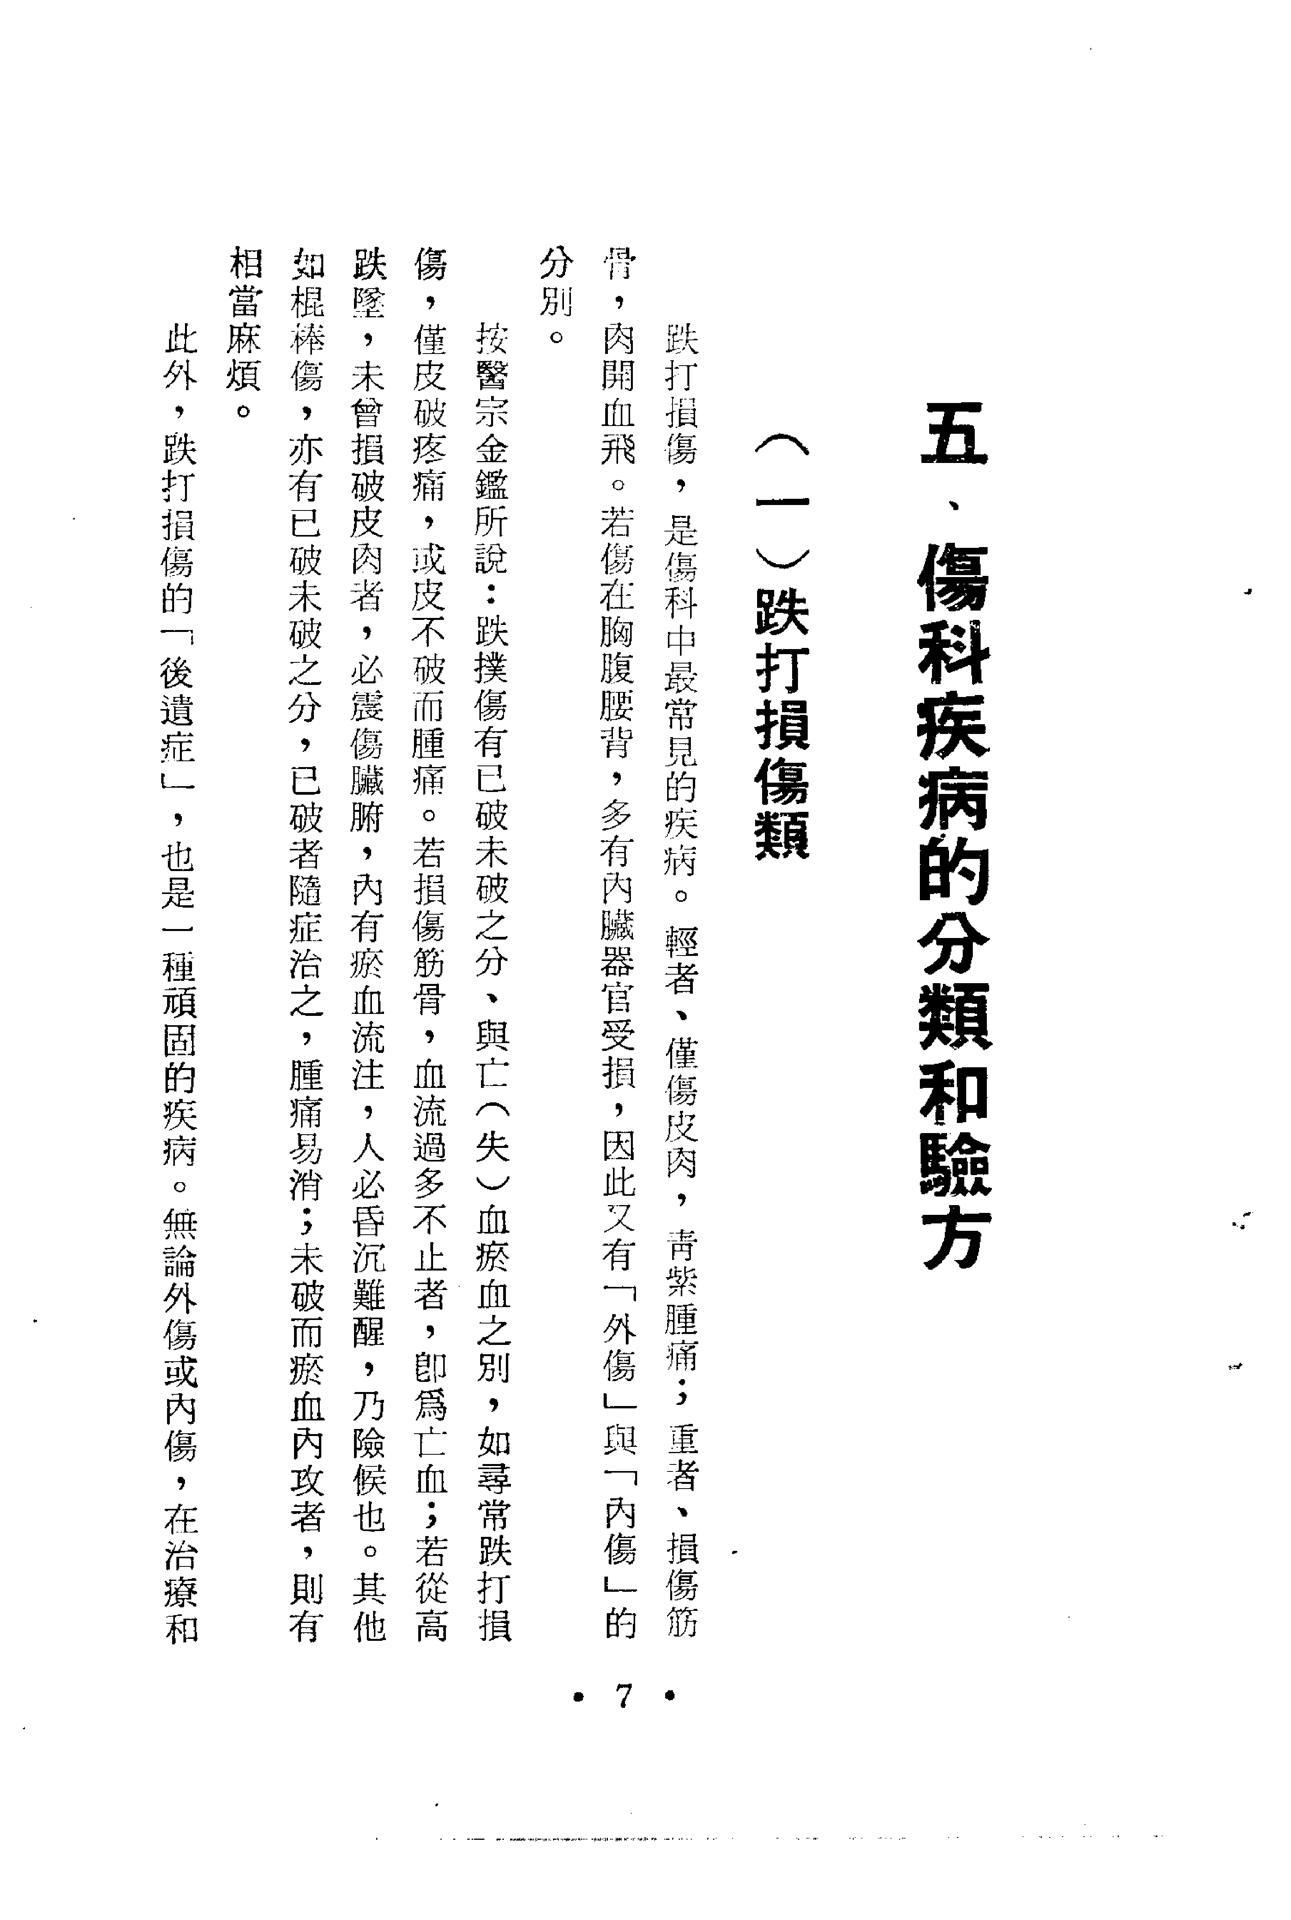 五、傷科疾病的分類和驗方
（一）跌打損傷類
跌打損傷，是傷科中最常見的疾病。輕者、僅傷皮肉，靑紫腫痛；重者、損傷筋
骨，肉開血飛。若傷在胸腹腰背，多有內臟器官受損，因此又有「外傷」與「內傷」的
分別。
按醫宗金鑑所說：跌撲傷有已破未破之分、與亡（失）血瘀血之別，如尋常跌打損
傷，僅皮破疼痛，或皮不破而腫痛。若損傷筋骨，血流過多不止者，卽爲亡血；若從高
跌墜，未曾損破皮肉者，必震傷臟腑，內有瘀血流注，人必昏沉難醒，乃險候也。其他
如棍棒傷，亦有已破未破之分，已破者隨症治之，腫痛易消；未破而瘀血內攻者，則有
相當麻煩。
此外，跌打損傷的「後遺症」，也是一種頑固的疾病。無論外傷或內傷，在治療和
• 7 •